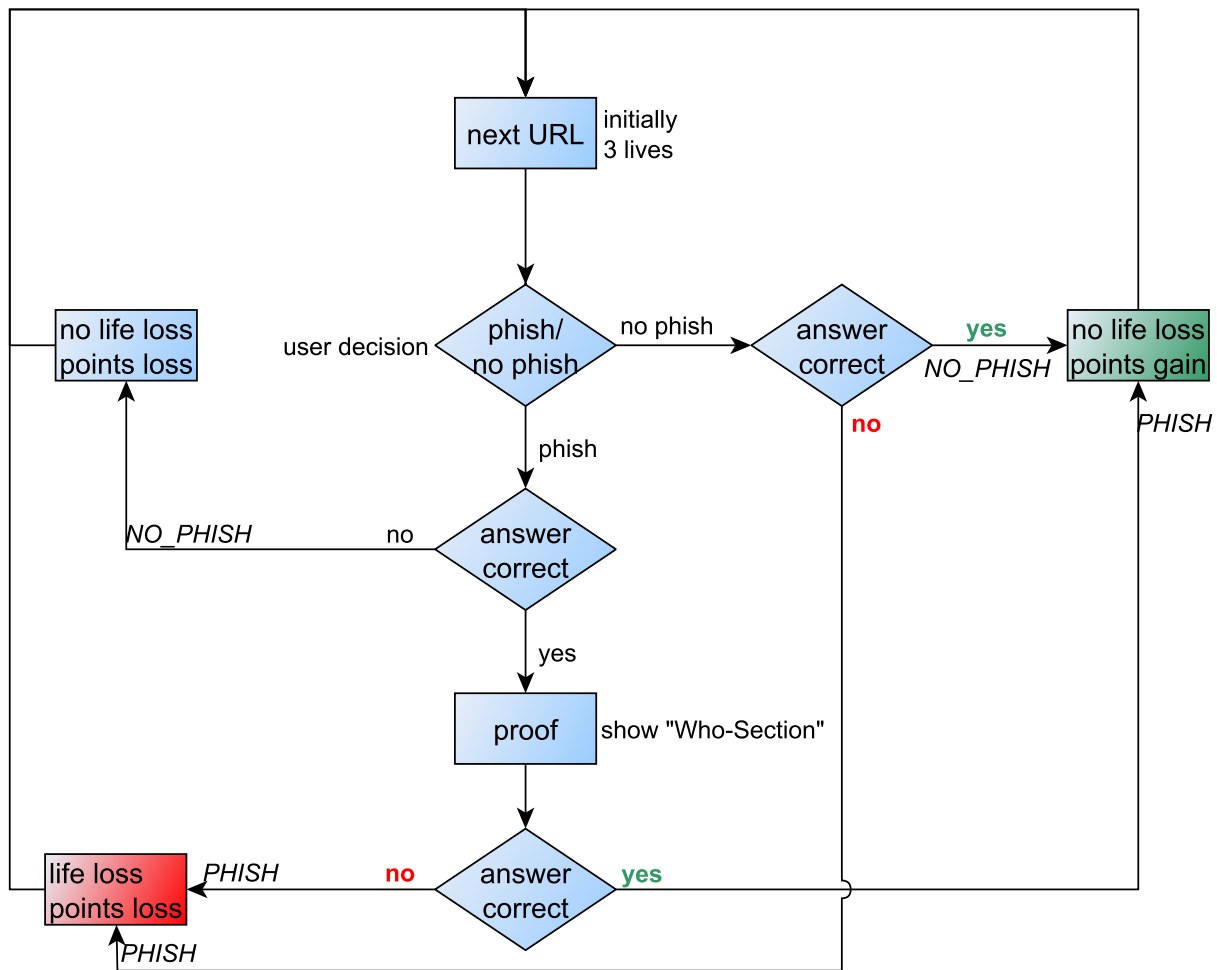 next URL
initially
3 lives
no life loss
points loss
user decision
phish/
no phish
no phish
answer
correct
yes
NO_PHISH
no life loss
points gain
no
PHISH
phish
NO_PHISH
no
answer
correct
yes
proof
show "Who-Section"
life loss
points loss
PHISH
no
answer
correct
yes
PHISH